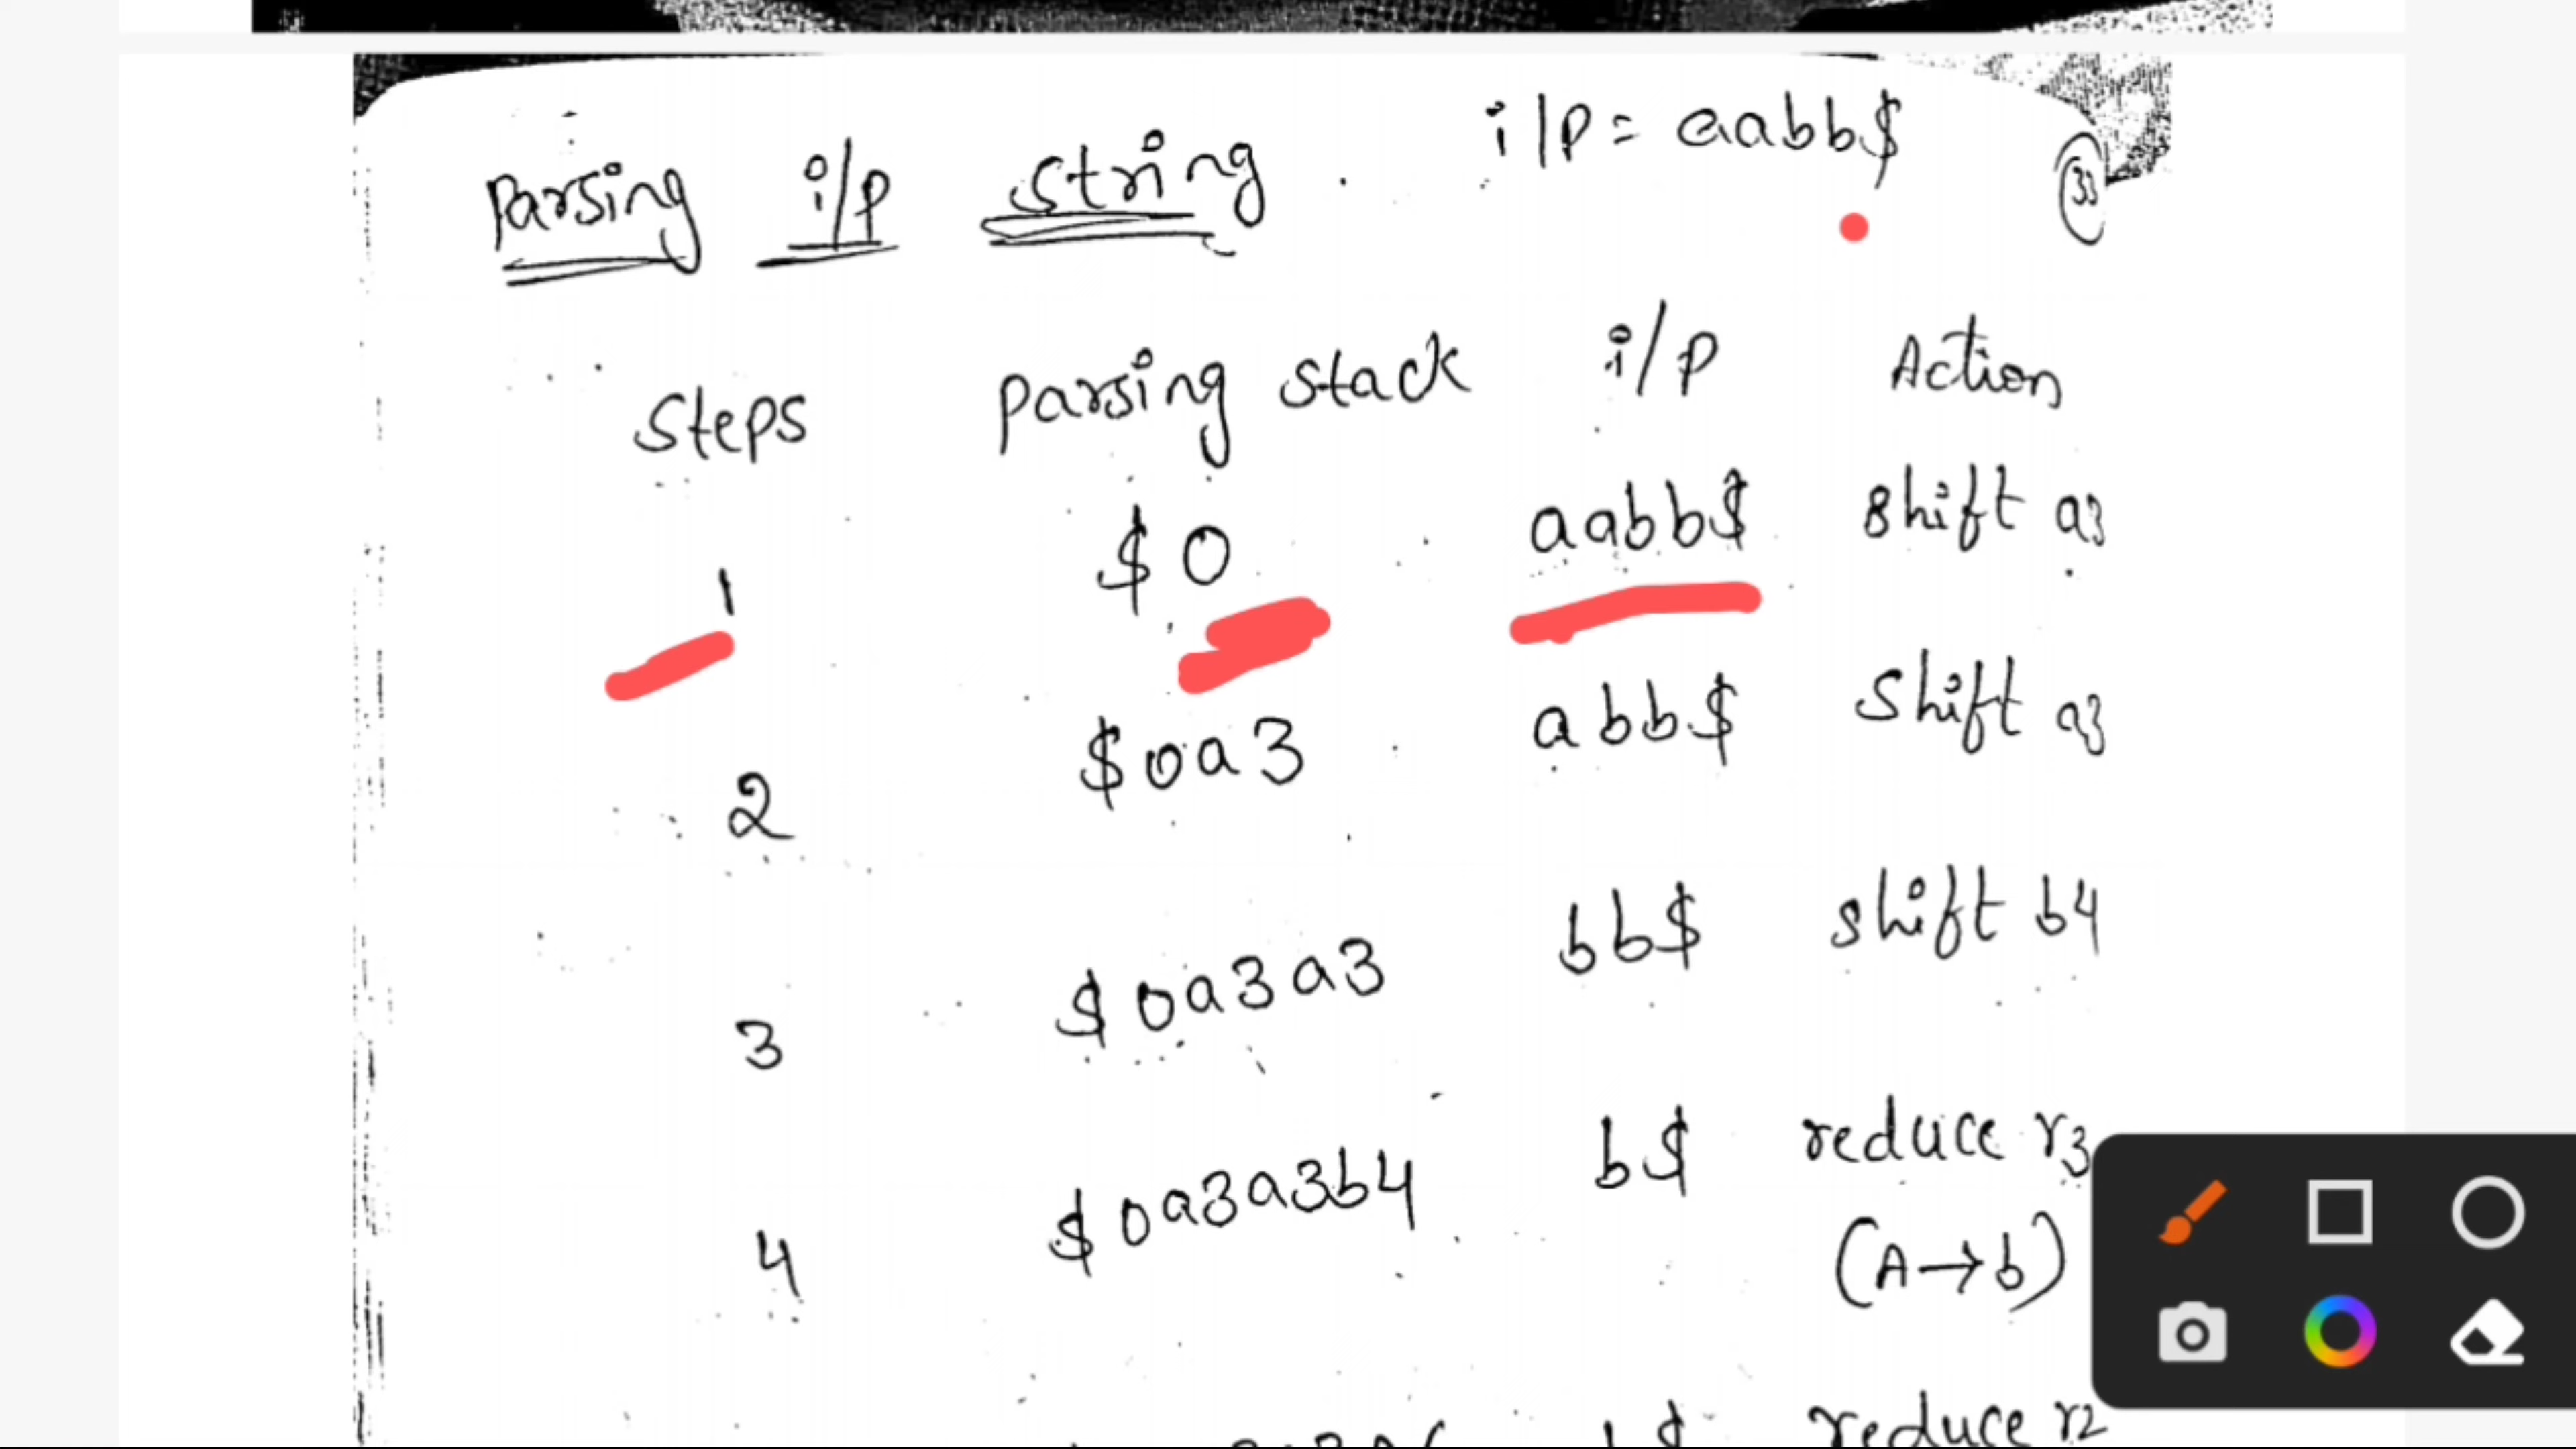 Parsing i/p string . i/p = aabb$
33
Steps Parsing stack i/p Action
1 $0 aabb$ shift a3
2 $0a3 abb$ shift a3
3 $0a3a3 bb$ shift b4
4 $0a3a3b4 b$ reduce r3
(A→b)
b$ reduce r2